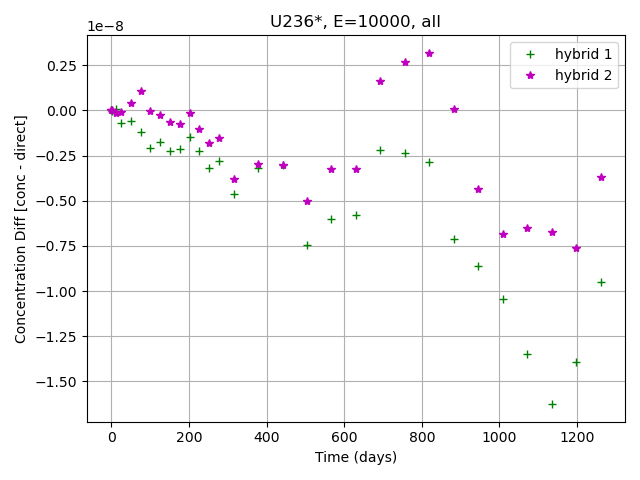 U236*, E=10000, all
1e−8
hybrid 1
hybrid 2
0.25
0.00
−0.25
−0.50
−0.75
−1.00
−1.25
−1.50
Concentration Diff [conc - direct]
0 200 400 600 800 1000 1200
Time (days)